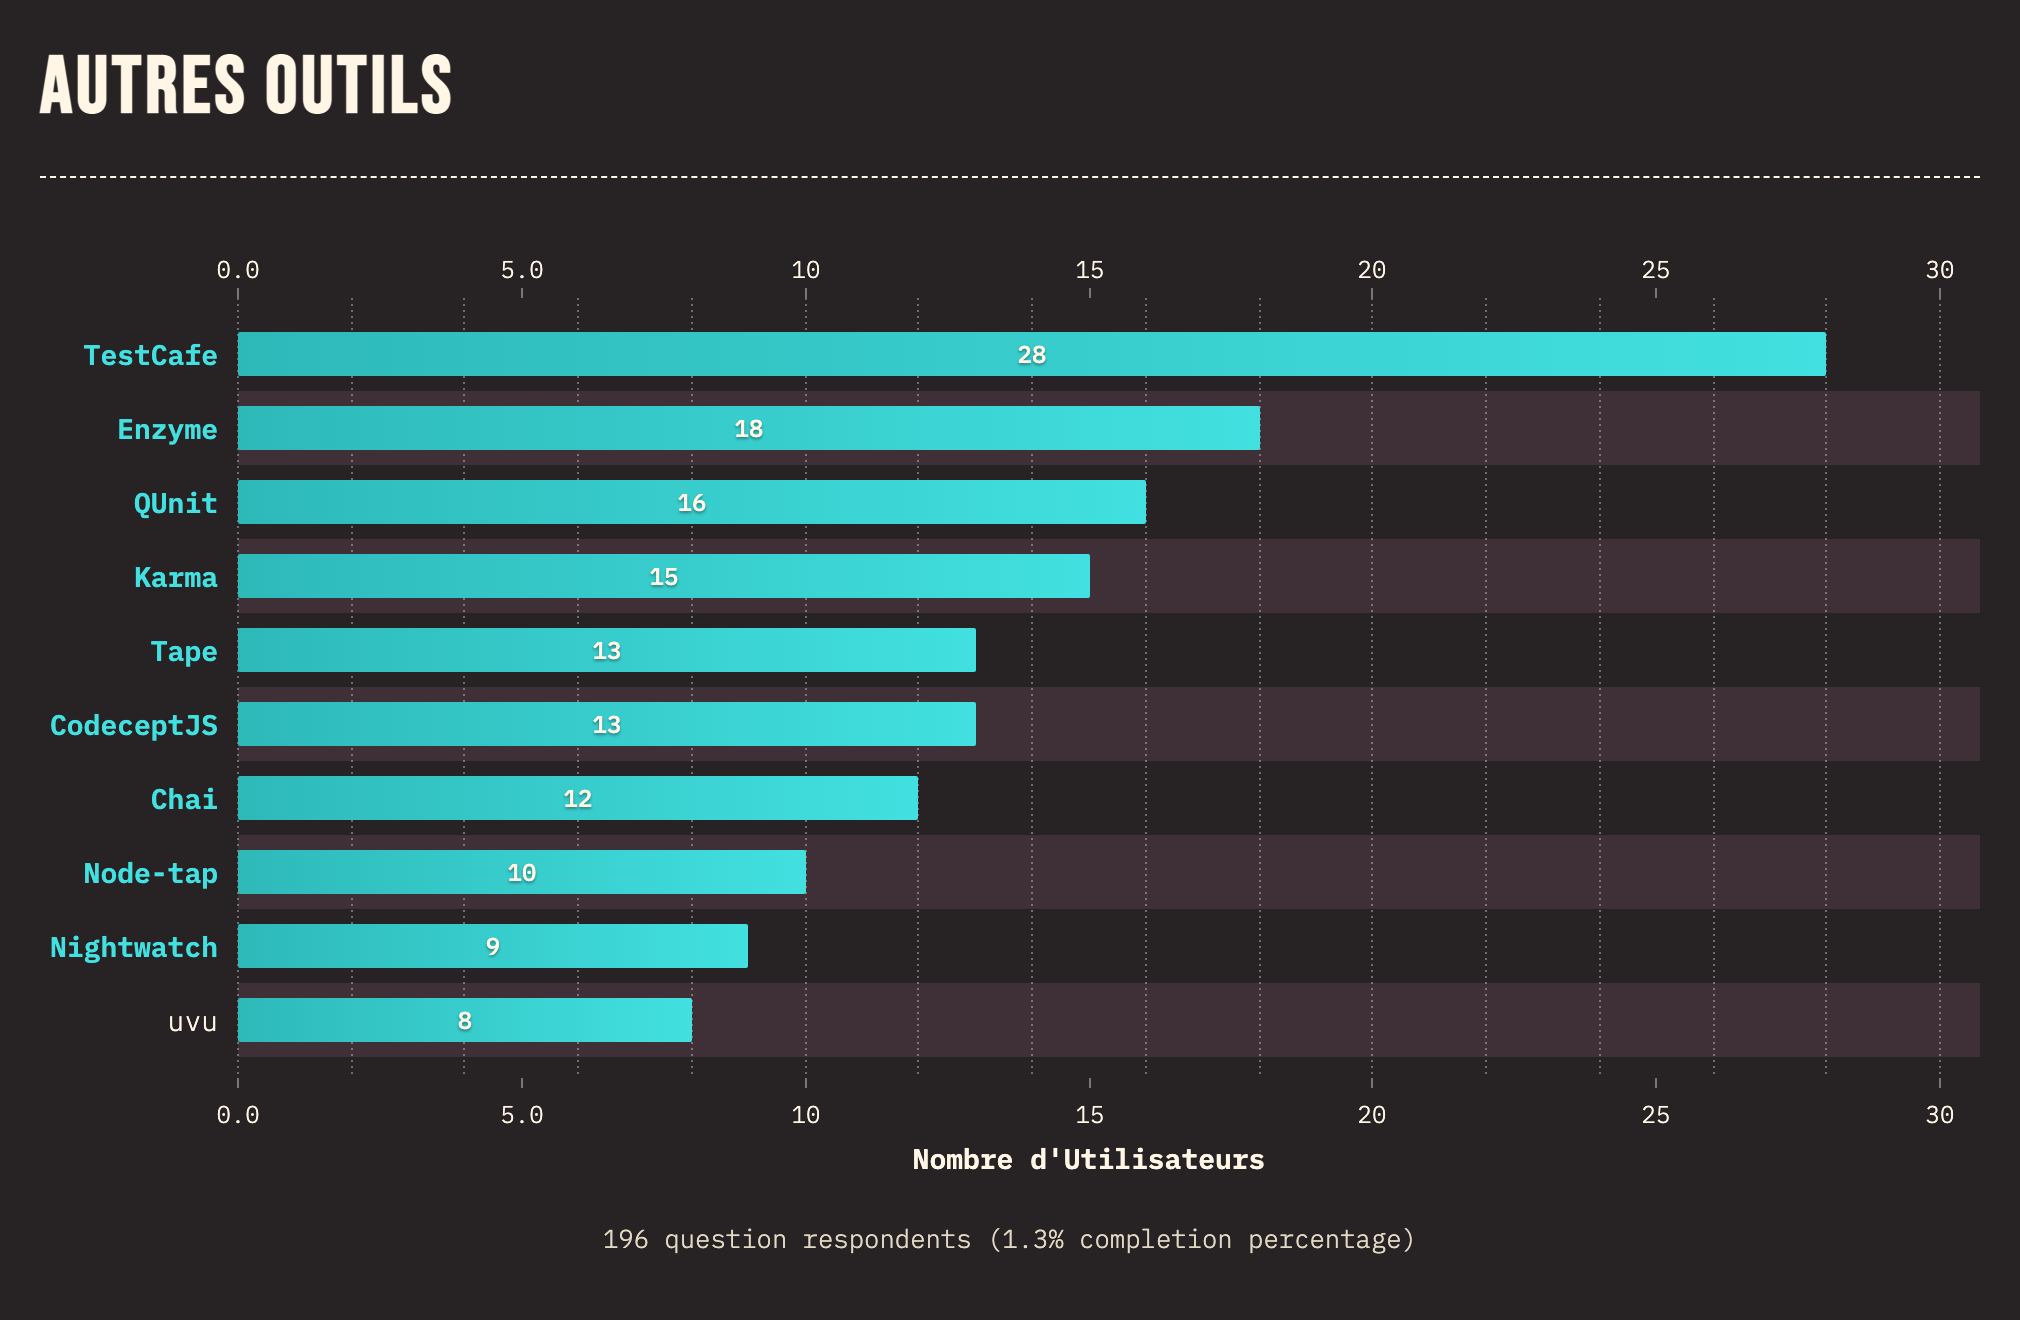 AUTRES OUTILS
0.0 5.0 10 15 20 25 30
TestCafe 28
Enzyme 18
QUnit 16
Karma 15
Tape 13
CodeceptJS 13
Chai 12
Node-tap 10
Nightwatch 9
uvu 8
0.0 5.0 10 15 20 25 30
Nombre d'Utilisateurs
196 question respondents (1.3% completion percentage)